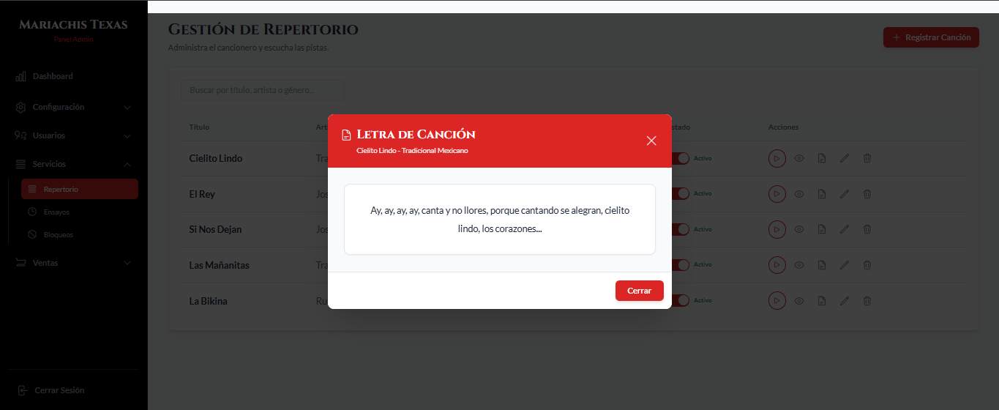 Mariachis Texas
Panel Admin
Dashboard
Configuración
Usuarios
Servicios
Repertorio
Ensayos
Bloqueos
Ventas
Cerrar Sesión
Gestión de Repertorio
Administra el cancionero y escucha las pistas.
+ Registrar Canción
Buscar por título, artista o género...
Título Art stado Acciones
Cielito Lindo Tra Activo
El Rey Jos Activo
Si Nos Dejan Jos Activo
Las Mañanitas Tra Activo
La Bikina Ru Activo
Letra de Canción
Cielito Lindo - Tradicional Mexicano
Ay, ay, ay, ay, canta y no llores, porque cantando se alegran, cielito
lindo, los corazones...
Cerrar